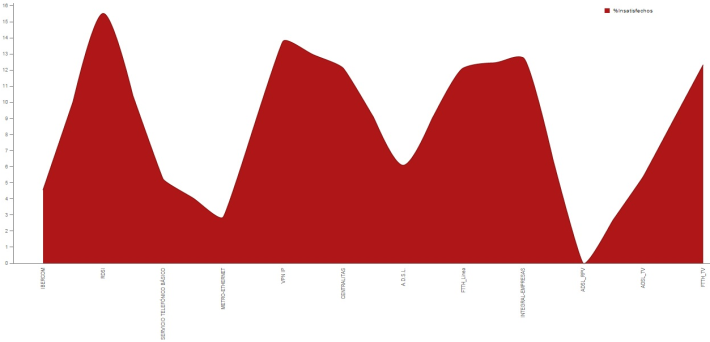 %Insatisfechos
16
15
14
13
12
11
10
9
8
7
6
5
4
3
2
1
0
IBERCOM
RDSI
SERVICIO TELEFONICO BÁSICO
METRO-ETHERNET
VPN IP
CENTRALITAS
A.D.S.L.
FTTH_Linea
INTEGRAL-EMPRESAS
ADSL_RPV
ADSL_TV
FTTH_TV